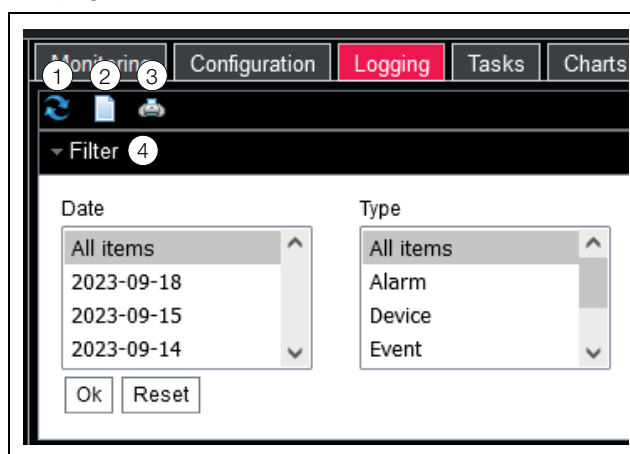 Monitoring Configuration Logging Tasks Charts
1 2 3
Filter 4
Date Type
All items All items
2023-09-18 Alarm
2023-09-15 Device
2023-09-14 Event
Ok Reset